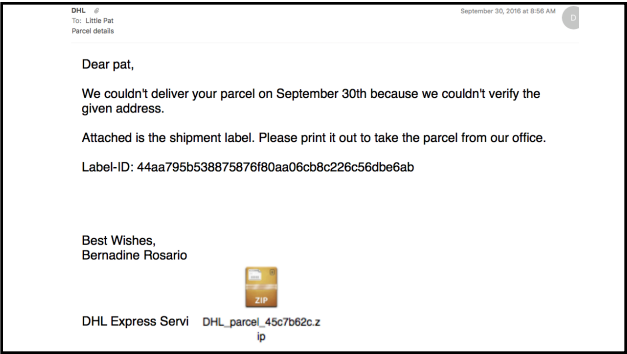 DHL
September 30, 2016 at 8:56 AM
D
To: Little Pat
Parcel details
Dear pat,
We couldn't deliver your parcel on September 30th because we couldn't verify the
given address.
Attached is the shipment label. Please print it out to take the parcel from our office.
Label-ID: 44aa795b538875876f80aa06cb8c226c56dbe6ab
Best Wishes,
Bernadine Rosario
ZIP
DHL Express Servi
DHL_parcel_45c7b62c.z
ip